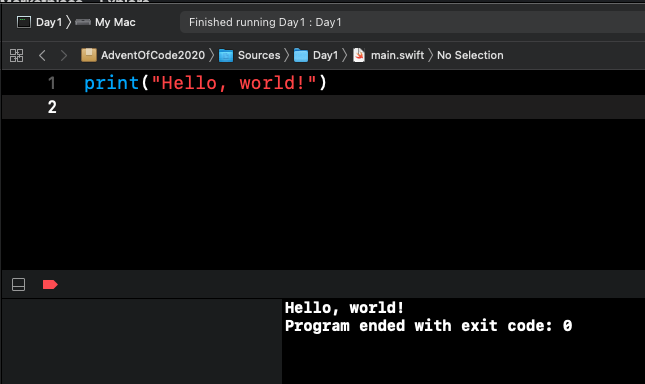 Day1 〉 My Mac
Finished running Day1 : Day1
AdventOfCode2020 〉 Sources 〉 Day1 〉 main.swift 〉 No Selection
1 print("Hello, world!")
2
Hello, world!
Program ended with exit code: 0